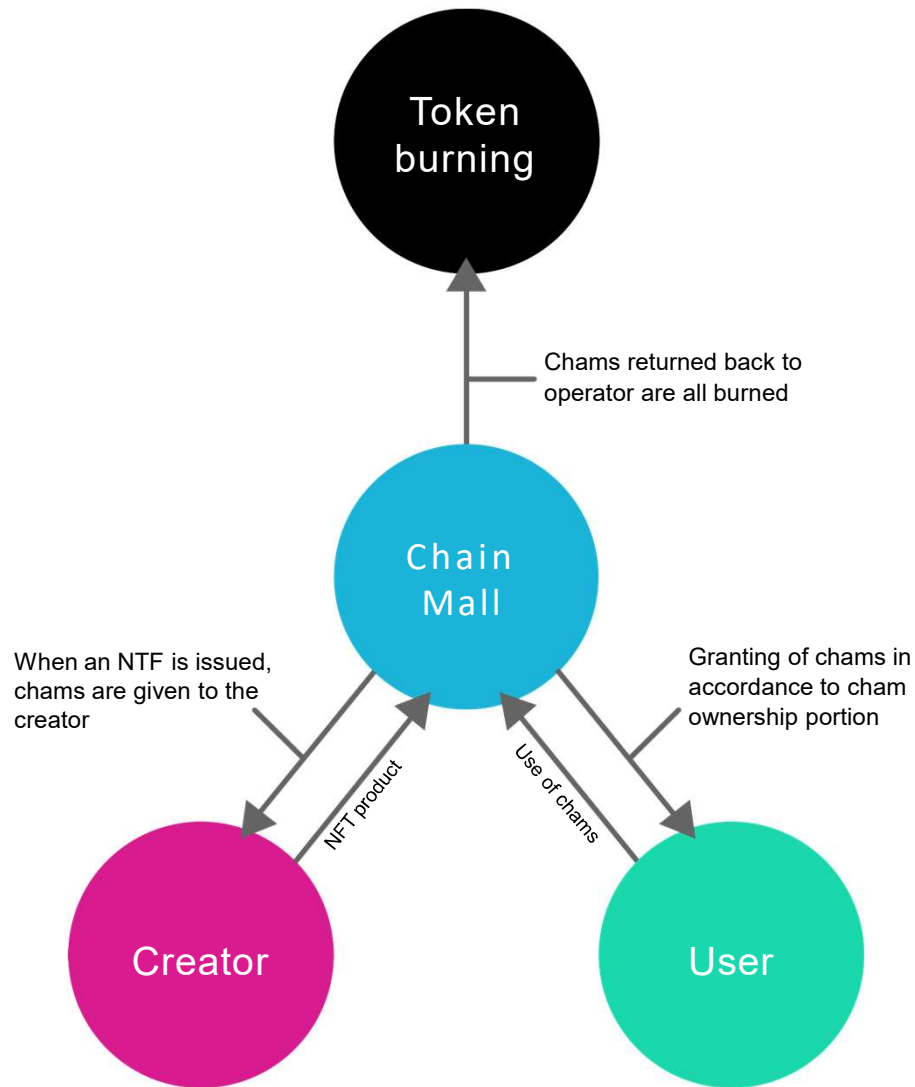 Token
burning
Chams returned back to
operator are all burned
Chain
Mall
When an NTF is issued,
chams are given to the
creator
Granting of chams in
accordance to cham
ownership portion
NFT product
Use of chams
Creator
User